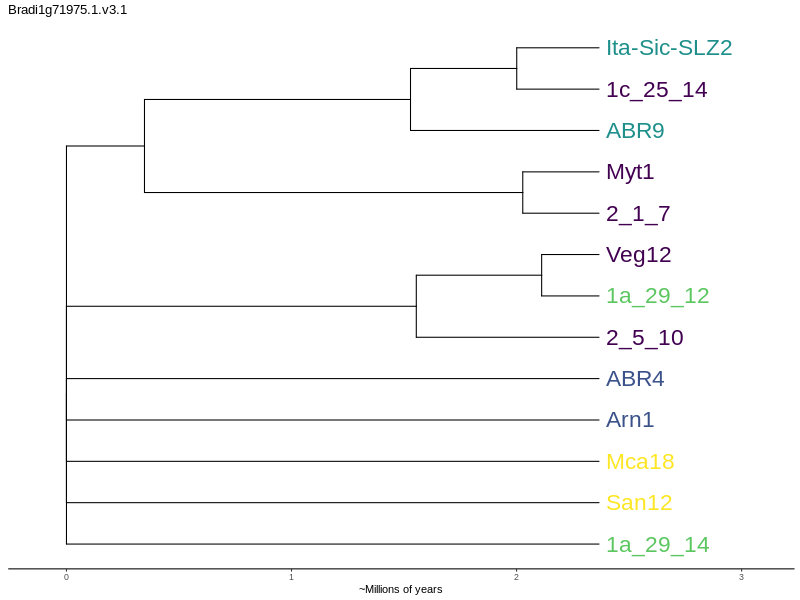 Bradi1g71975.1.v3.1
Ita-Sic-SLZ2
1c_25_14
ABR9
Myt1
2_1_7
Veg12
1a_29_12
2_5_10
ABR4
Arn1
Mca18
San12
1a_29_14
0 1 2 3
~Millions of years